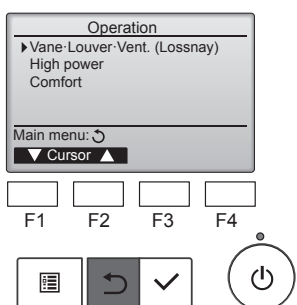 Operation
Vane·Louver·Vent. (Lossnay)
High power
Comfort
Main menu:
Cursor
F1 F2 F3 F4